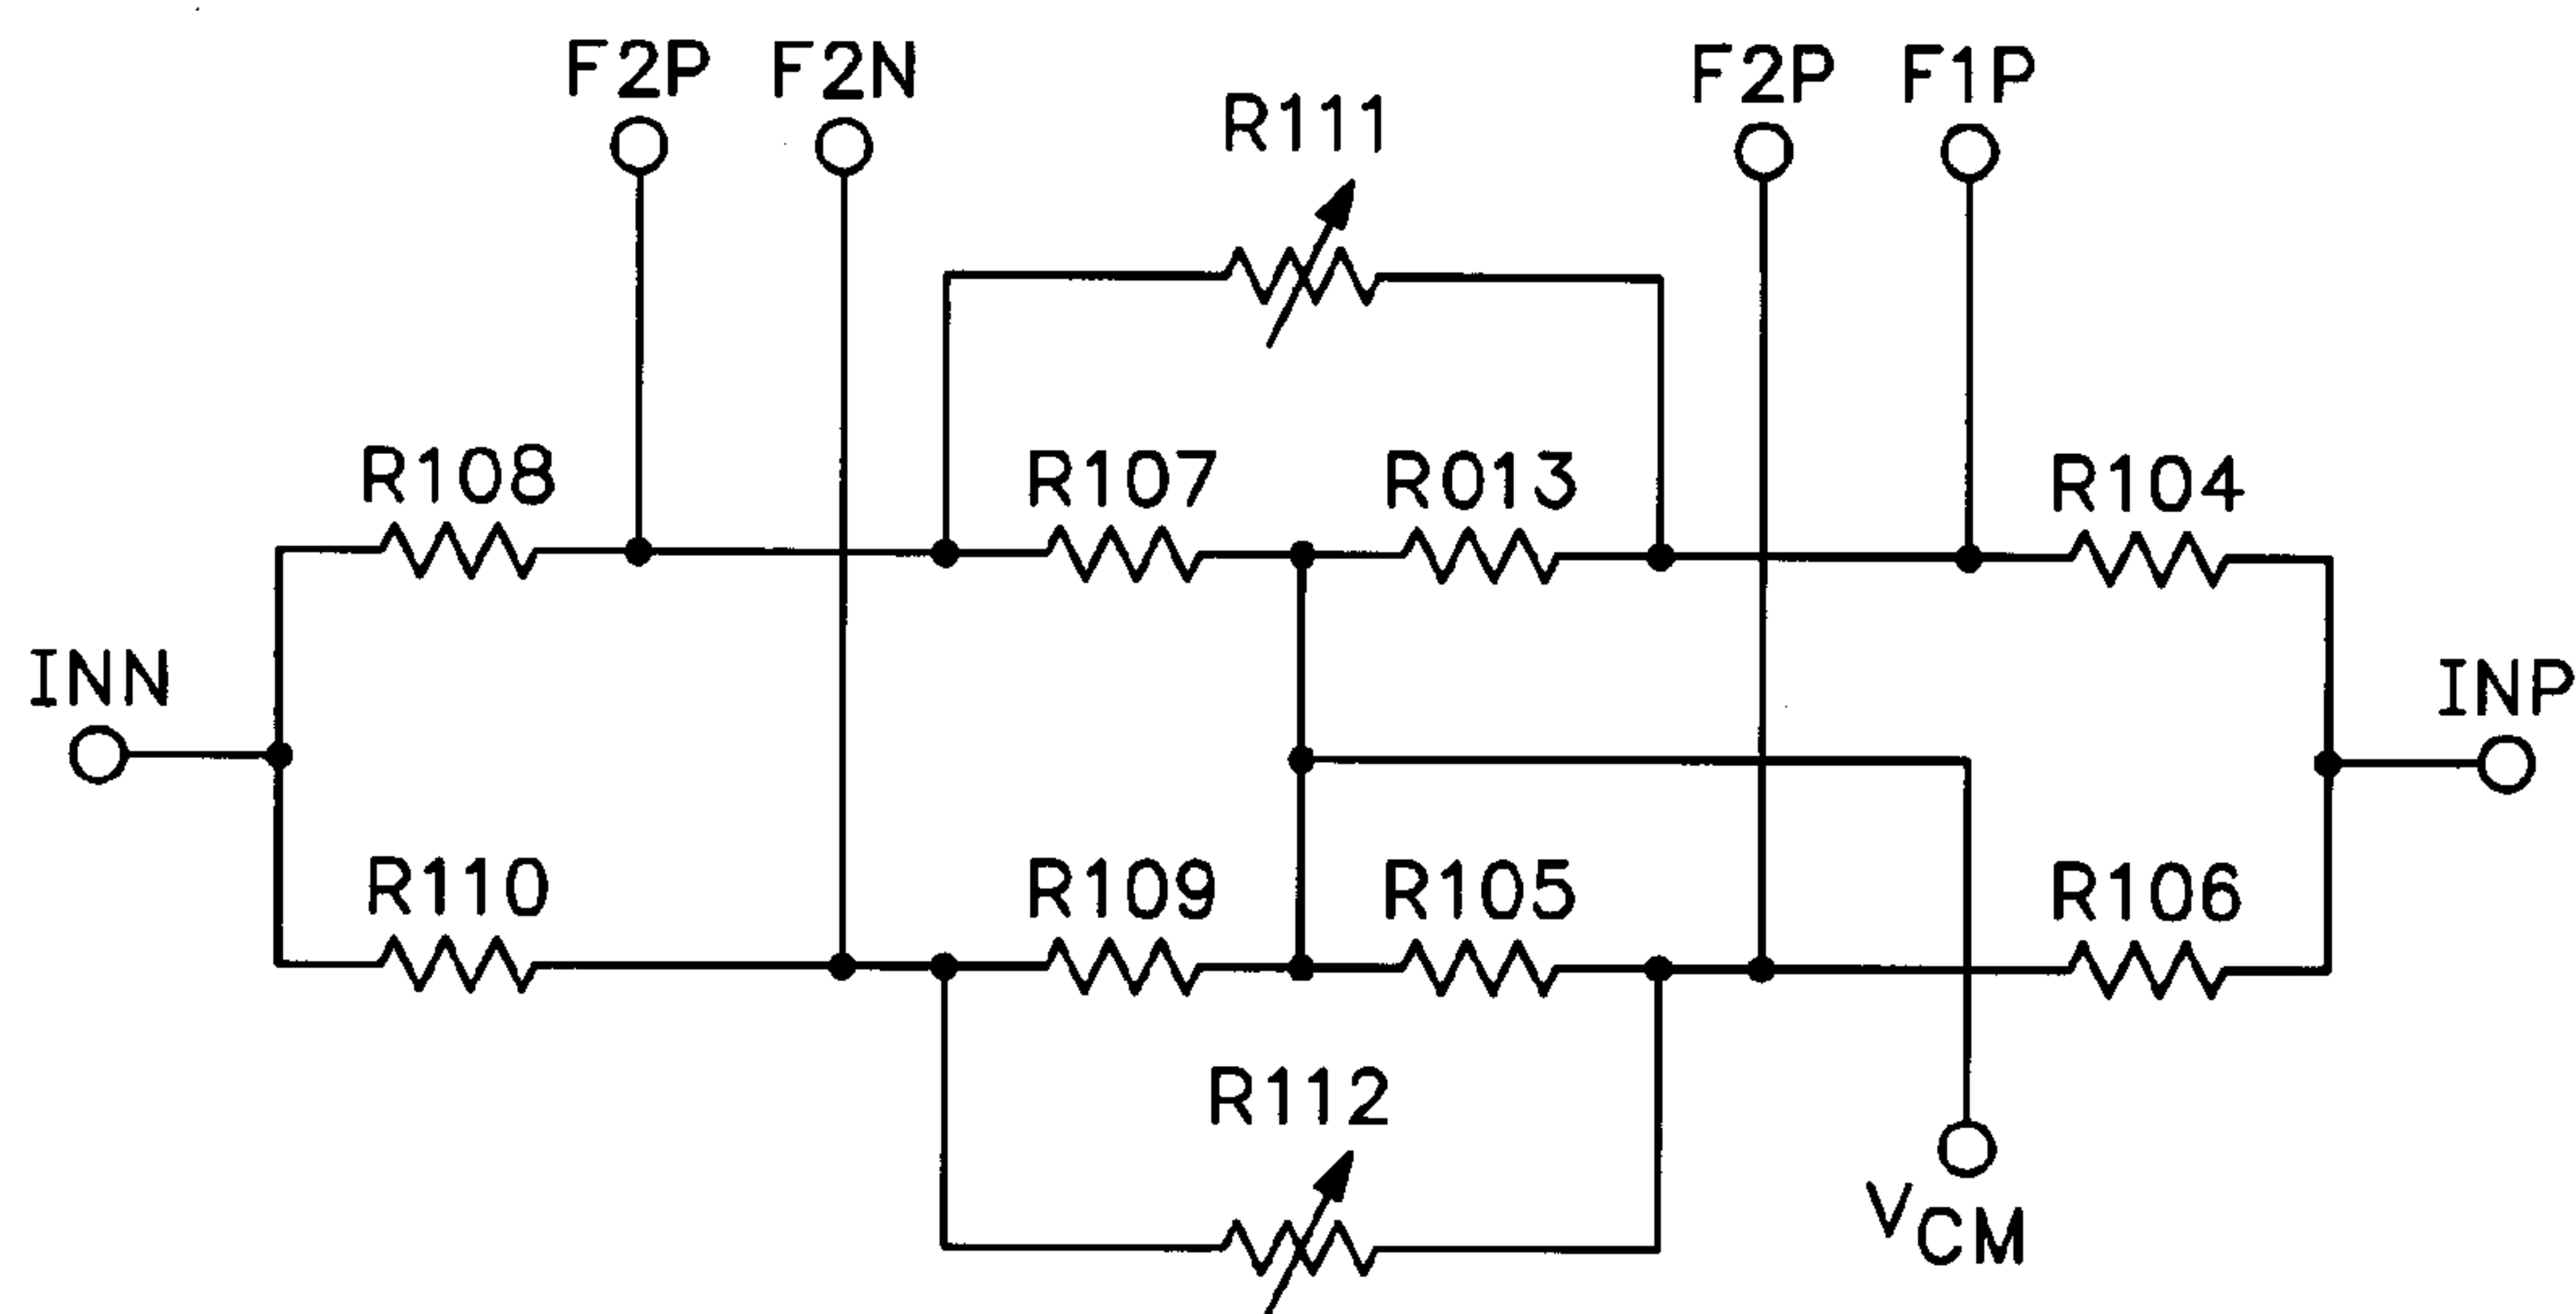 F2P F2N
R111
F2P F1P
R108 R107 R013 R104
INN
INP
R110 R109 R105 R106
R112
VCM